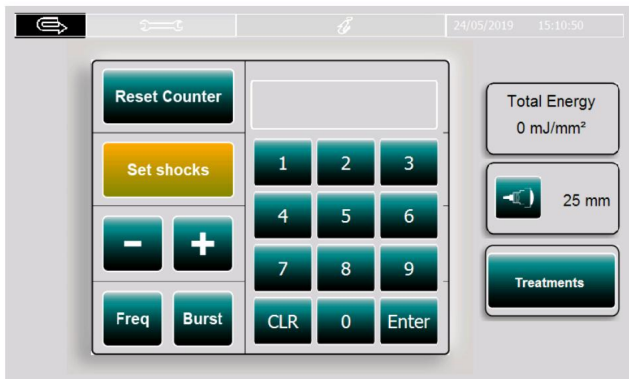 24/05/2019 15:10:50
Reset Counter
Set shocks
- +
Freq Burst
1 2 3
4 5 6
7 8 9
CLR 0 Enter
Total Energy
0 mJ/mm²
25 mm
Treatments